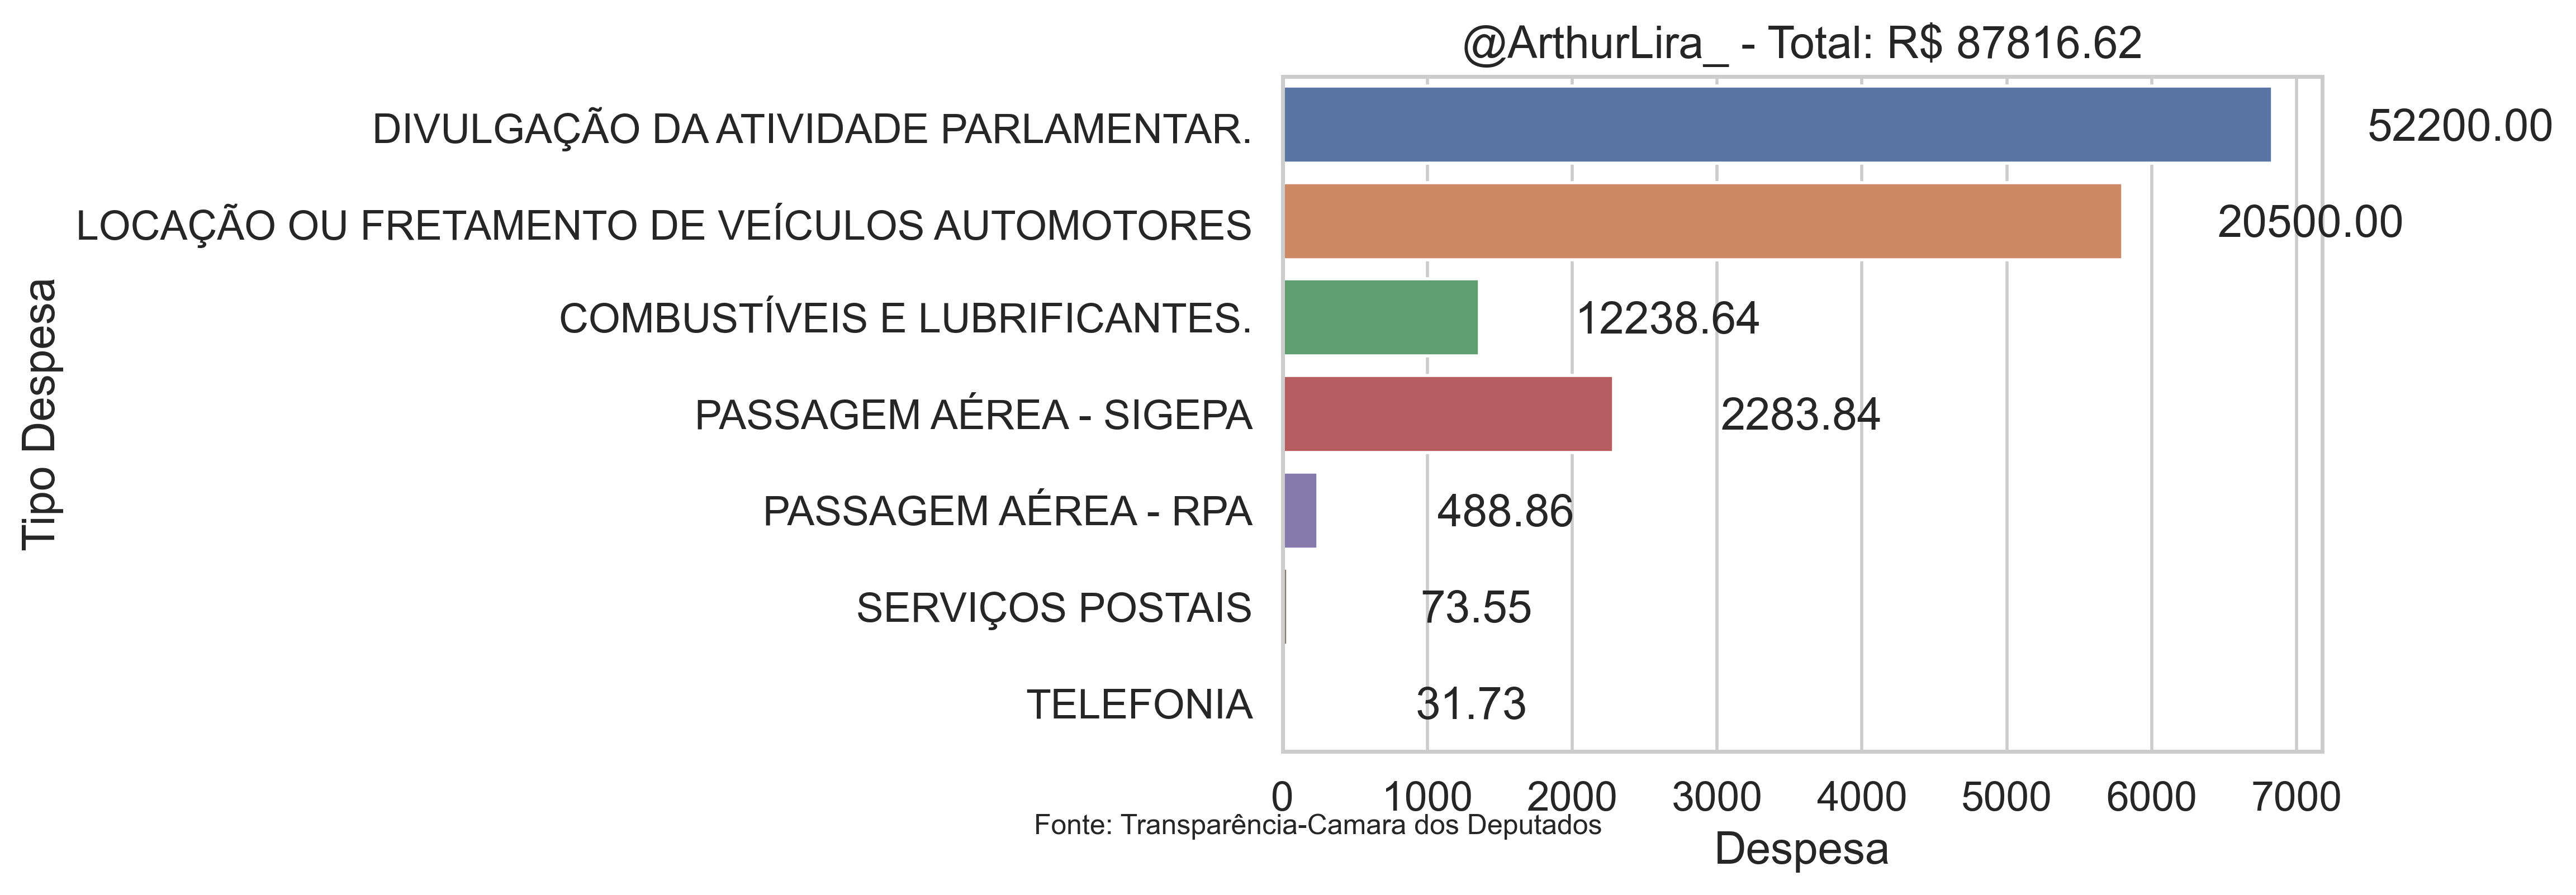 @ArthurLira_ - Total: R$ 87816.62
DIVULGAÇÃO DA ATIVIDADE PARLAMENTAR. 52200.00
LOCAÇÃO OU FRETAMENTO DE VEÍCULOS AUTOMOTORES 20500.00
COMBUSTÍVEIS E LUBRIFICANTES. 12238.64
PASSAGEM AÉREA - SIGEPA 2283.84
PASSAGEM AÉREA - RPA 488.86
SERVIÇOS POSTAIS 73.55
TELEFONIA 31.73
Tipo Despesa
0 1000 2000 3000 4000 5000 6000 7000
Fonte: Transparência-Camara dos Deputados
Despesa